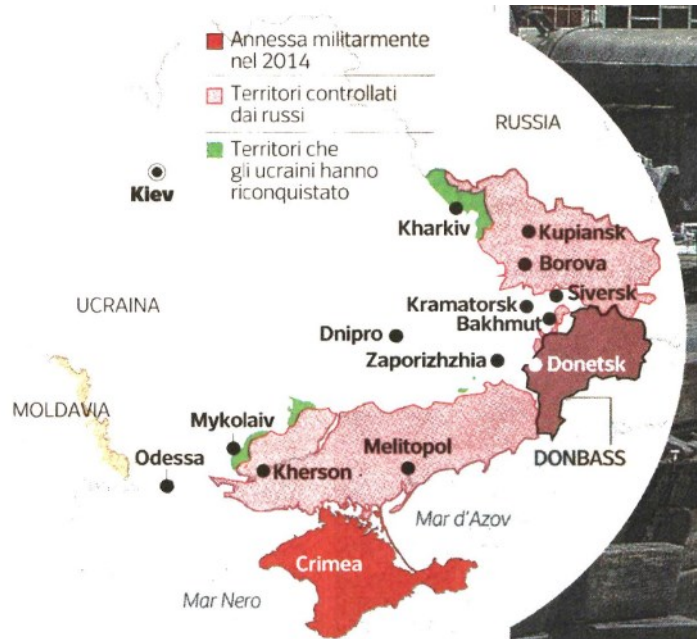 Annessa militarmente
nel 2014
Territori controllati
dai russi
Territori che
gli ucraini hanno
riconquistato
RUSSIA
Kiev
Kharkiv
Kupiansk
Borova
UCRAINA
Siversk
Kramatorsk
Bakhmut
Dnipro
Zaporizhzhia
Donetsk
MOLDAVIA
Mykolaiv
Odessa
Melitopol
Kherson
DONBASS
Mar d'Azov
Crimea
Mar Nero